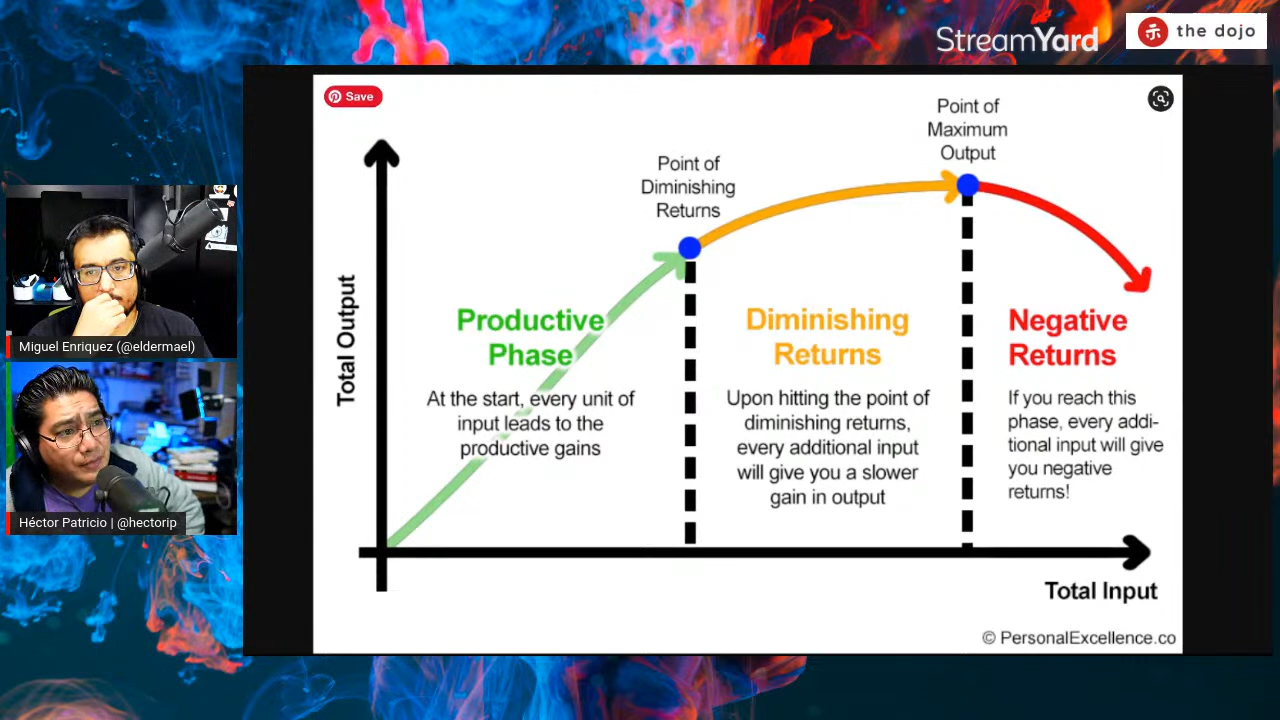 StreamYard
the dojo
Save
Point of
Maximum
Output
Point of
Diminishing
Returns
Total Output
Productive
Phase
At the start, every unit of
input leads to the
productive gains
Diminishing
Returns
Upon hitting the point of
diminishing returns,
every additional input
will give you a slower
gain in output
Negative
Returns
If you reach this
phase, every addi-
tional input will give
you negative
returns!
Total Input
© PersonalExcellence.co
Miguel Enriquez (@eldermael)
Héctor Patricio | @hectorip